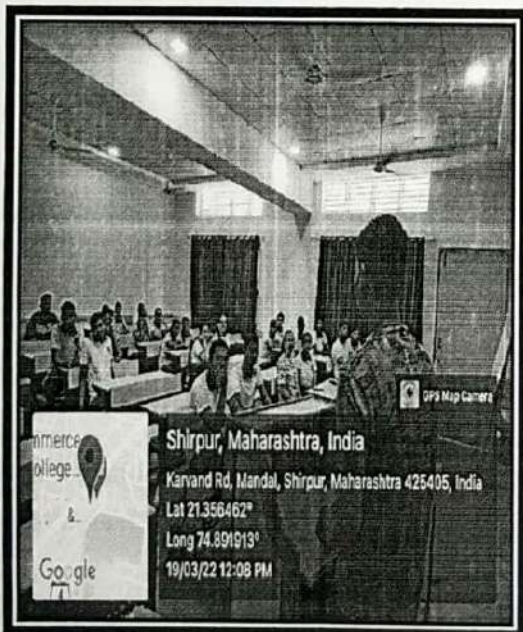 GPS Map Camera
mmerce
ollege
&
Google
Shirpur, Maharashtra, India
Karvand Rd, Mandal, Shirpur, Maharashtra 425405, India
Lat 21.356462°
Long 74.891913°
19/03/22 12:08 PM